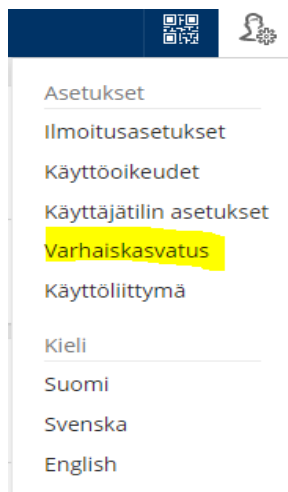 Asetukset
Ilmoitusasetukset
Käyttöoikeudet
Käyttäjätilin asetukset
Varhaiskasvatus
Käyttöliittymä
Kieli
Suomi
Svenska
English